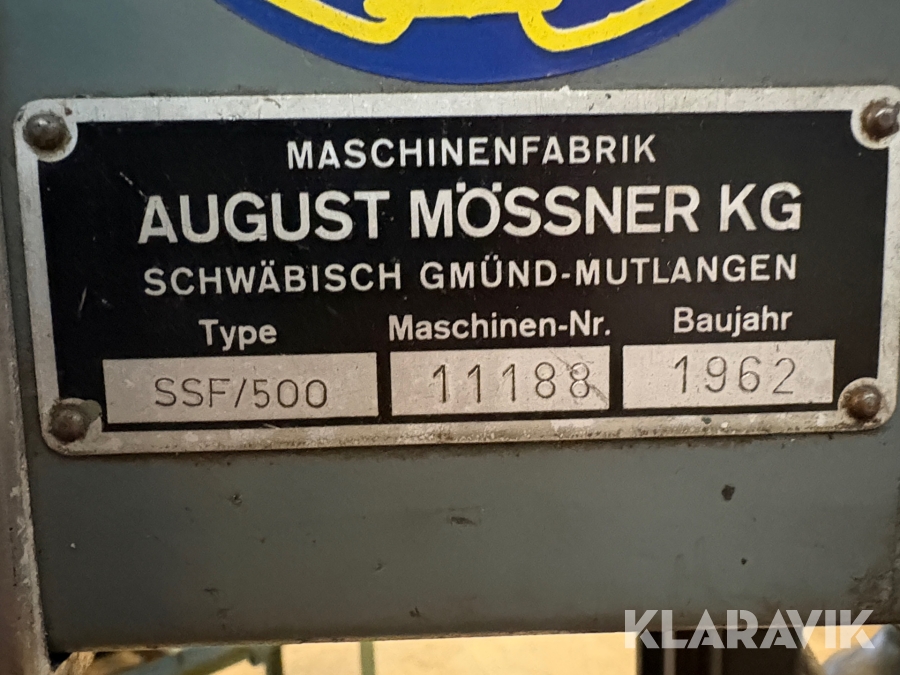 MASCHINENFABRIK
AUGUST MÖSSNER KG
SCHWÄBISCH GMÜND-MUTLANGEN
Type Maschinen-Nr. Baujahr
SSF/500 11188 1962
KLARAVIK